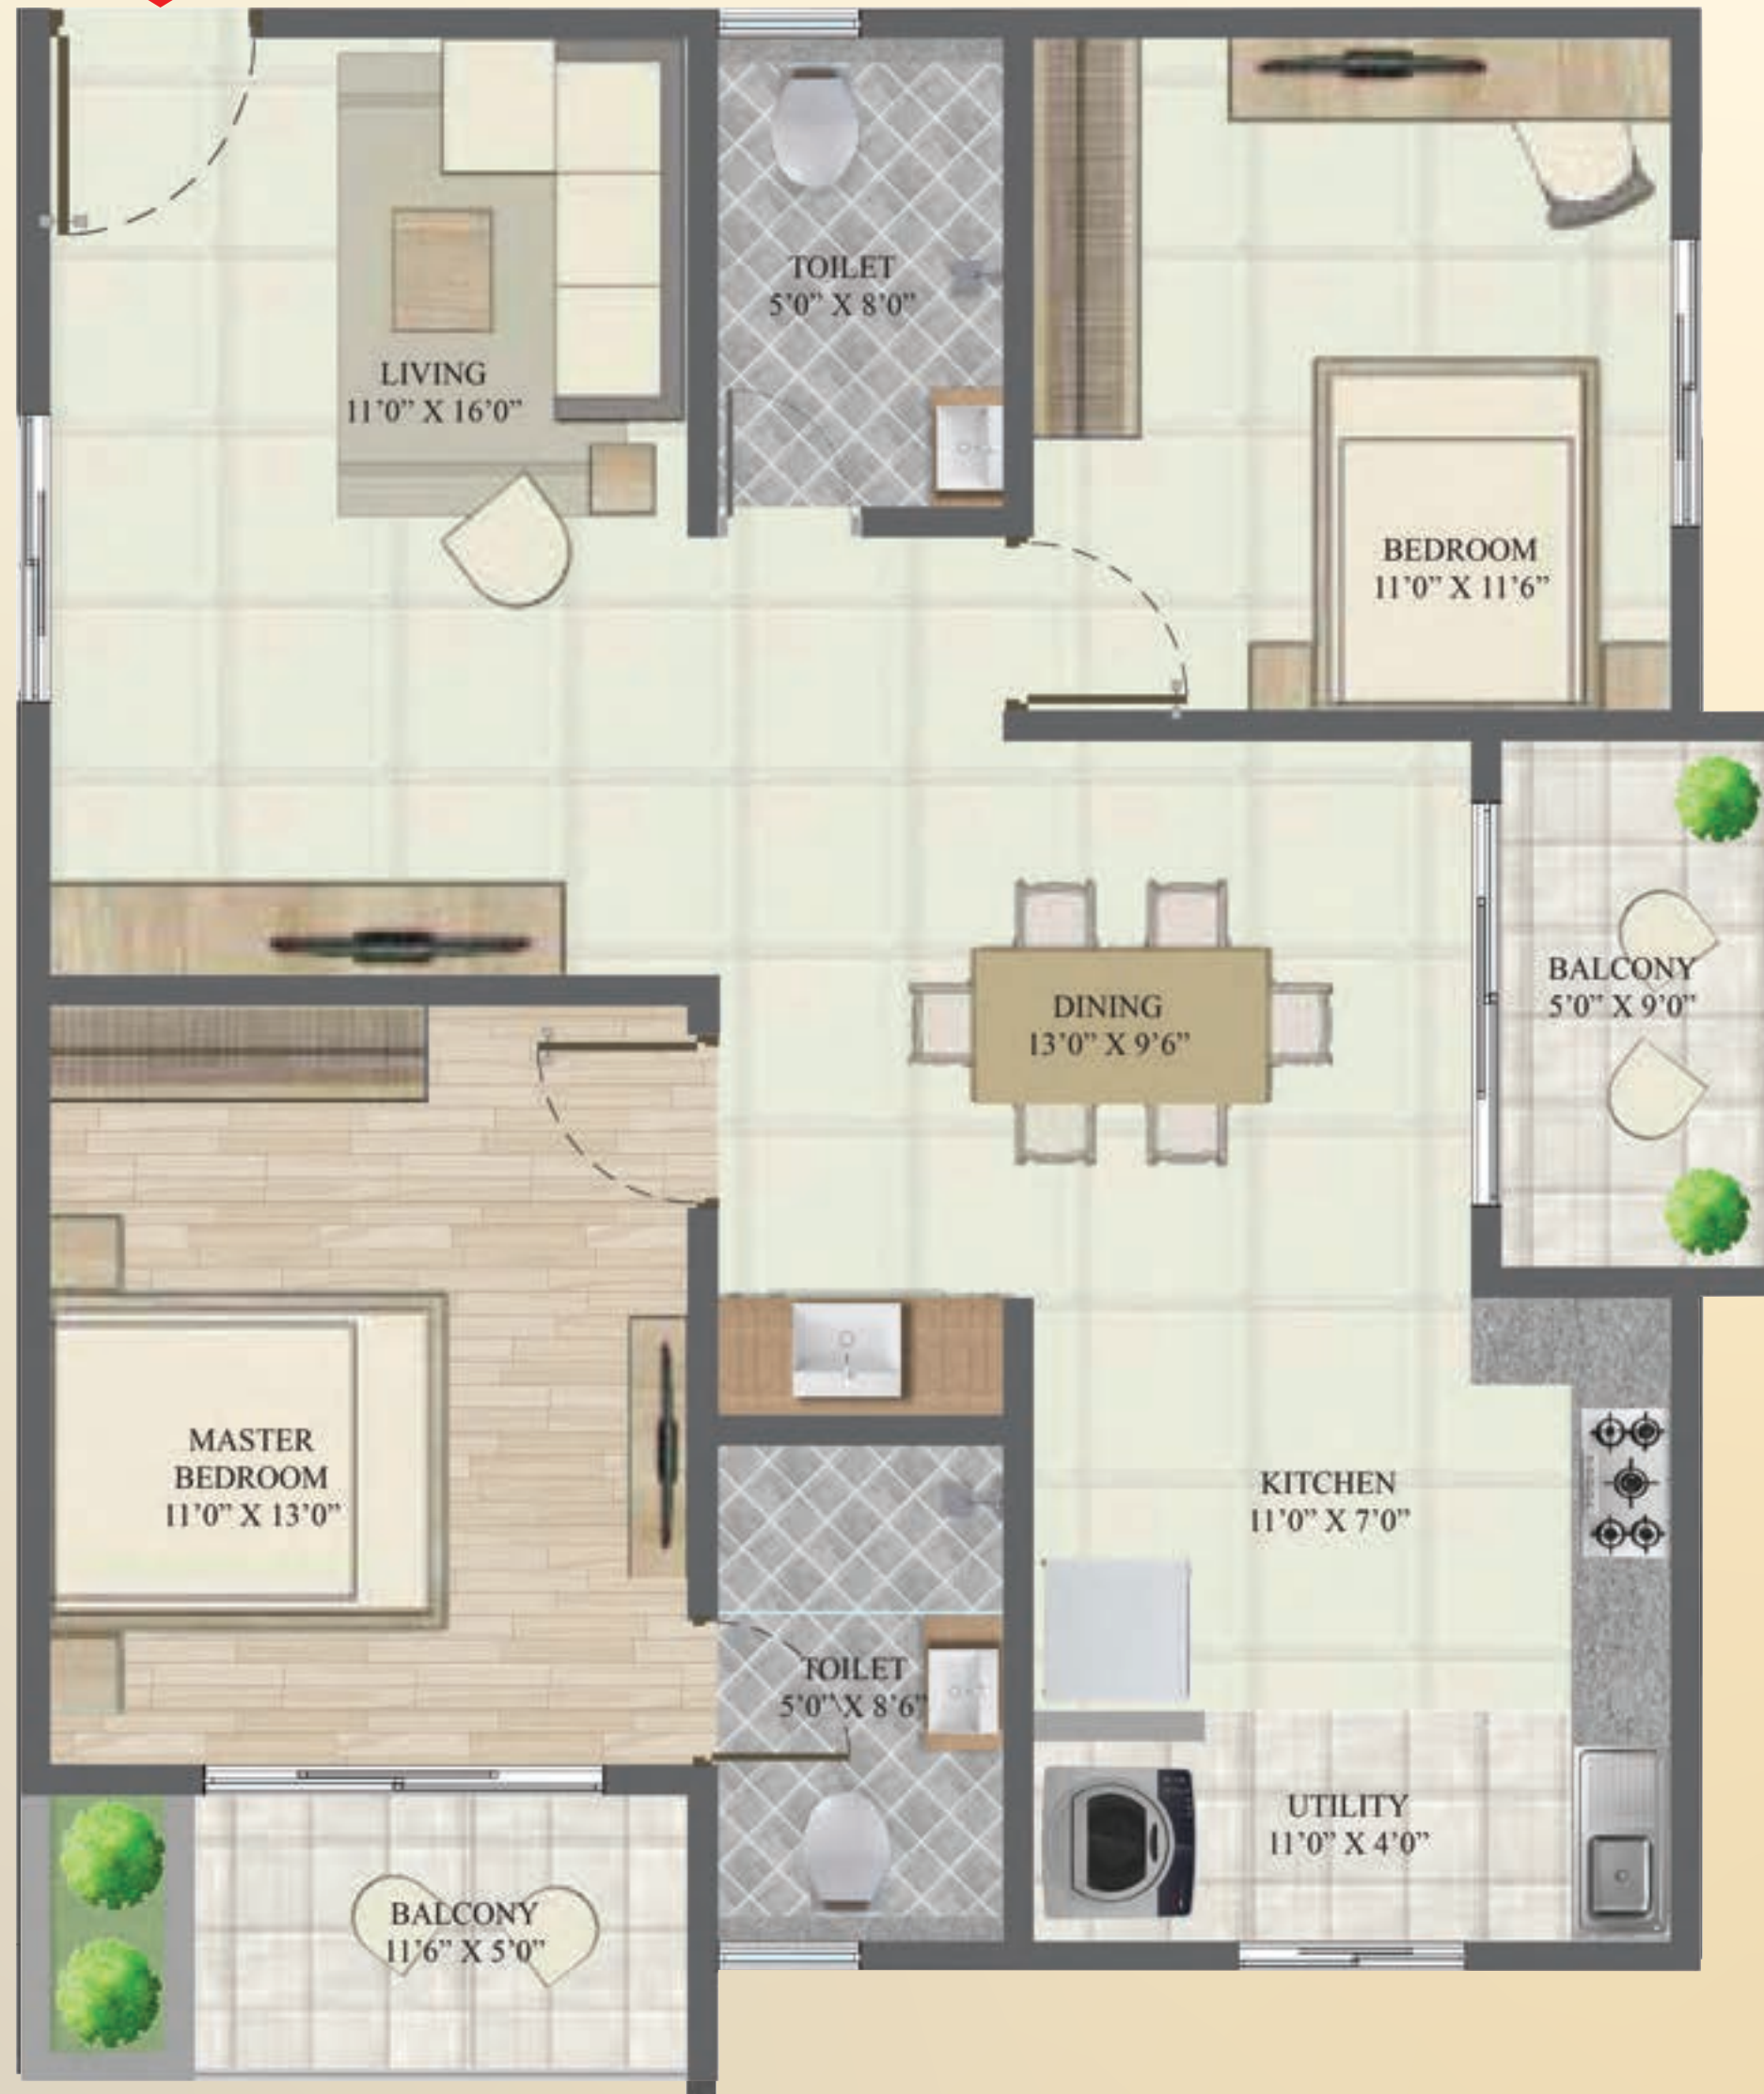 TOILET
5'0” X 8'0”
LIVING
11'0” X 16'0”
BEDROOM
11'0” X 11'6”
BALCONY
5'0” X 9'0”
DINING
13'0” X 9'6”
MASTER
BEDROOM
11'0” X 13'0”
KITCHEN
11'0” X 7'0”
TOILET
5'0” X 8'6”
UTILITY
11'0” X 4'0”
BALCONY
11'6” X 5'0”